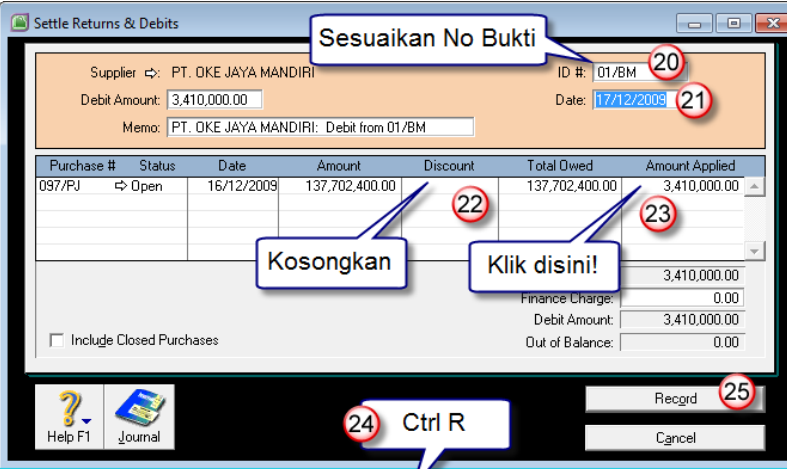 Settle Returns & Debits
Sesuaikan No Bukti
Supplier ⇨: PT. OKE JAYA MANDIRI
ID #: 01/BM
20
Debit Amount: 3,410,000.00
Date: 17/12/2009
21
Memo: PT. OKE JAYA MANDIRI: Debit from 01/BM
Purchase # Status Date Amount Discount Total Owed Amount Applied
097/PJ ⇨ Open 16/12/2009 137,702,400.00 137,702,400.00 3,410,000.00
22
23
Kosongkan
Klik disini!
3,410,000.00
Finance Charge: 0.00
Debit Amount: 3,410,000.00
Include Closed Purchases
Out of Balance: 0.00
Help F1
Journal
24
Ctrl R
Record
25
Cancel